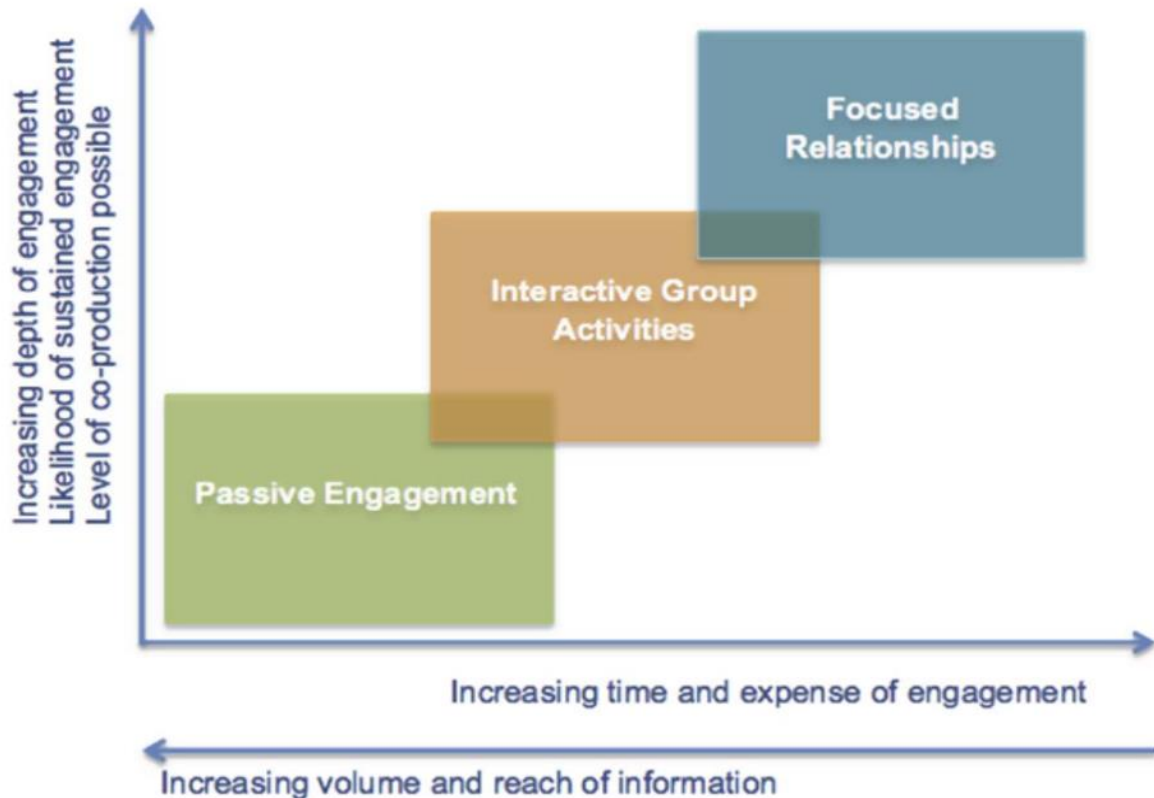 Increasing depth of engagement
Likelihood of sustained engagement
Level of co-production possible
Focused
Relationships
Interactive Group
Activities
Passive Engagement
Increasing time and expense of engagement
Increasing volume and reach of information